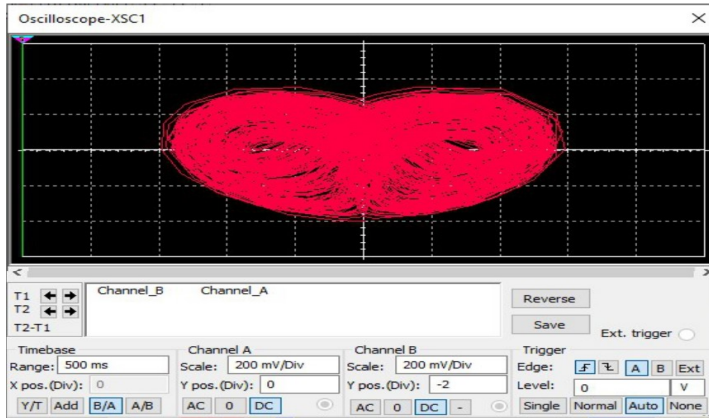 Oscilloscope-XSC1
T1
T2
T2-T1
Channel_B Channel_A
Reverse
Save
Ext. trigger
Timebase
Range: 500 ms
X pos.(Div): 0
Y/T Add B/A A/B
Channel A
Scale: 200 mV/Div
Y pos.(Div): 0
AC 0 DC
Channel B
Scale: 200 mV/Div
Y pos.(Div): -2
AC 0 DC -
Trigger
Edge: A B Ext
Level: 0 V
Single Normal Auto None